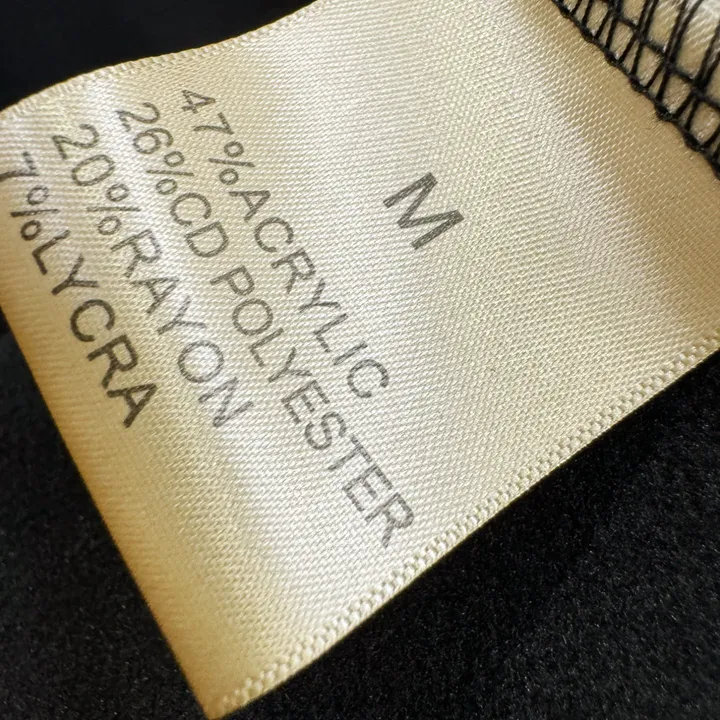 M
47%ACRYLIC
26%CD POLYESTER
20%RAYON
7%LYCRA